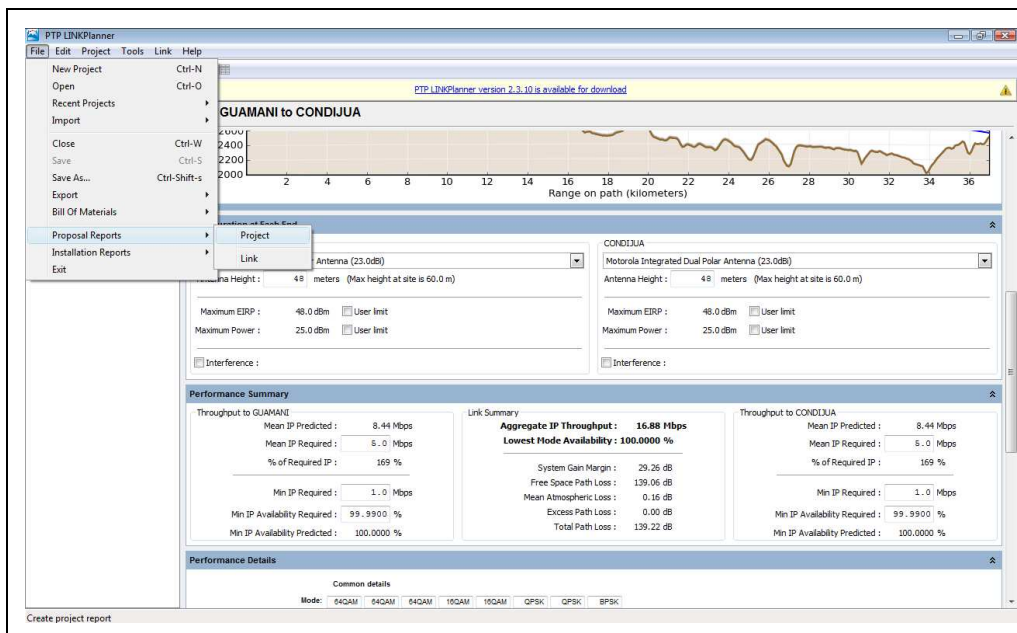 PTP LINKPlanner
File Edit Project Tools Link Help
New Project Ctrl-N
Open Ctrl-O
Recent Projects
Import
Close Ctrl-W
Save Ctrl-S
Save As... Ctrl-Shift-s
Export
Bill Of Materials
Proposal Reports
Installation Reports
Exit
Project
Link
PTP LINKPlanner version 2.3.10 is available for download
GUAMANI to CONDIJUA
2600
2400
2200
2000
2 4 6 8 10 12 14 16 18 20 22 24 26 28 30 32 34 36
Range on path (kilometers)
at Each End
Antenna (23.0dBi)
Antenna Height : 48 meters (Max height at site is 60.0 m)
Maximum EIRP : 48.0 dBm User limit
Maximum Power : 25.0 dBm User limit
Interference :
CONDIJUA
Motorola Integrated Dual Polar Antenna (23.0dBi)
Antenna Height : 48 meters (Max height at site is 60.0 m)
Maximum EIRP : 48.0 dBm User limit
Maximum Power : 25.0 dBm User limit
Interference :
Performance Summary
Throughput to GUAMANI
Mean IP Predicted : 8.44 Mbps
Mean IP Required : 5.0 Mbps
% of Required IP : 169 %
Min IP Required : 1.0 Mbps
Min IP Availability Required : 99.9900 %
Min IP Availability Predicted : 100.0000 %
Link Summary
Aggregate IP Throughput : 16.88 Mbps
Lowest Mode Availability : 100.0000 %
System Gain Margin : 29.26 dB
Free Space Path Loss : 139.06 dB
Mean Atmospheric Loss : 0.16 dB
Excess Path Loss : 0.00 dB
Total Path Loss : 139.22 dB
Throughput to CONDIJUA
Mean IP Predicted : 8.44 Mbps
Mean IP Required : 5.0 Mbps
% of Required IP : 169 %
Min IP Required : 1.0 Mbps
Min IP Availability Required : 99.9900 %
Min IP Availability Predicted : 100.0000 %
Performance Details
Common details
Mode: 64QAM 64QAM 64QAM 16QAM 16QAM QPSK QPSK BPSK
Create project report